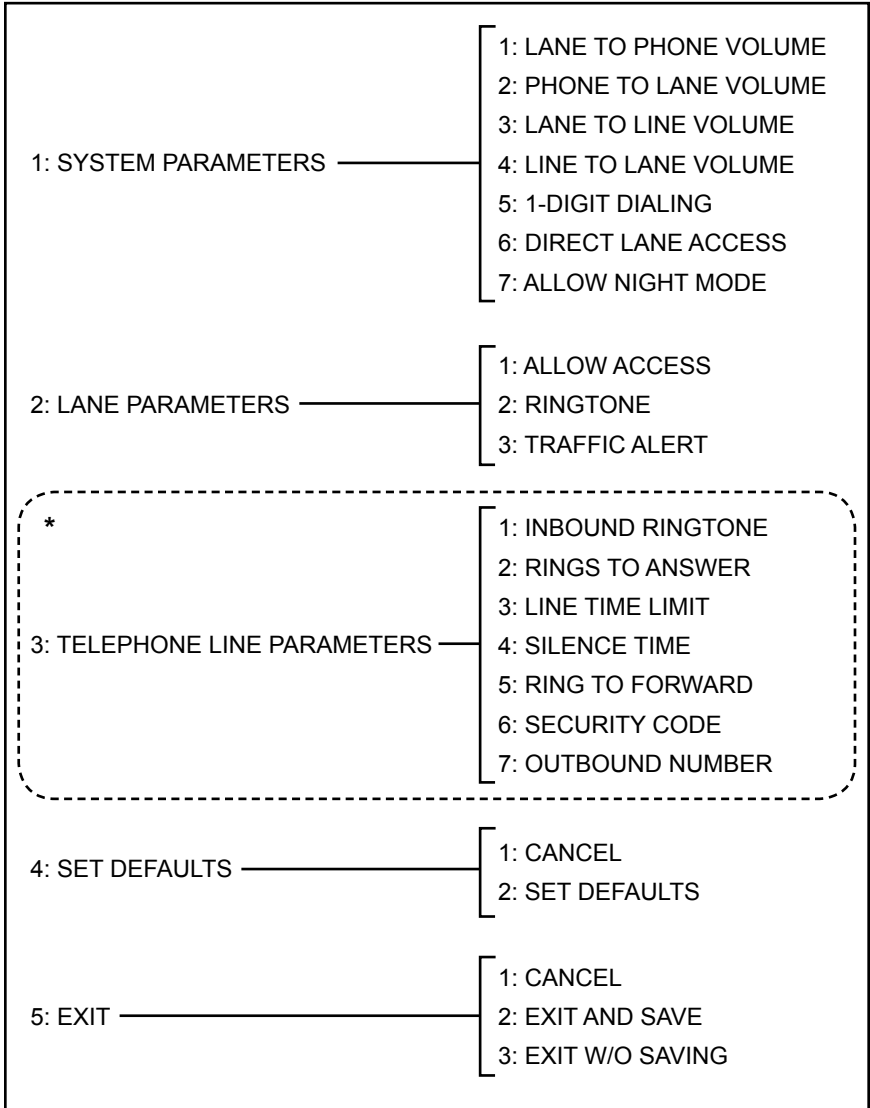 1: SYSTEM PARAMETERS
1: LANE TO PHONE VOLUME
2: PHONE TO LANE VOLUME
3: LANE TO LINE VOLUME
4: LINE TO LANE VOLUME
5: 1-DIGIT DIALING
6: DIRECT LANE ACCESS
7: ALLOW NIGHT MODE
2: LANE PARAMETERS
1: ALLOW ACCESS
2: RINGTONE
3: TRAFFIC ALERT
*
3: TELEPHONE LINE PARAMETERS
1: INBOUND RINGTONE
2: RINGS TO ANSWER
3: LINE TIME LIMIT
4: SILENCE TIME
5: RING TO FORWARD
6: SECURITY CODE
7: OUTBOUND NUMBER
4: SET DEFAULTS
1: CANCEL
2: SET DEFAULTS
5: EXIT
1: CANCEL
2: EXIT AND SAVE
3: EXIT W/O SAVING